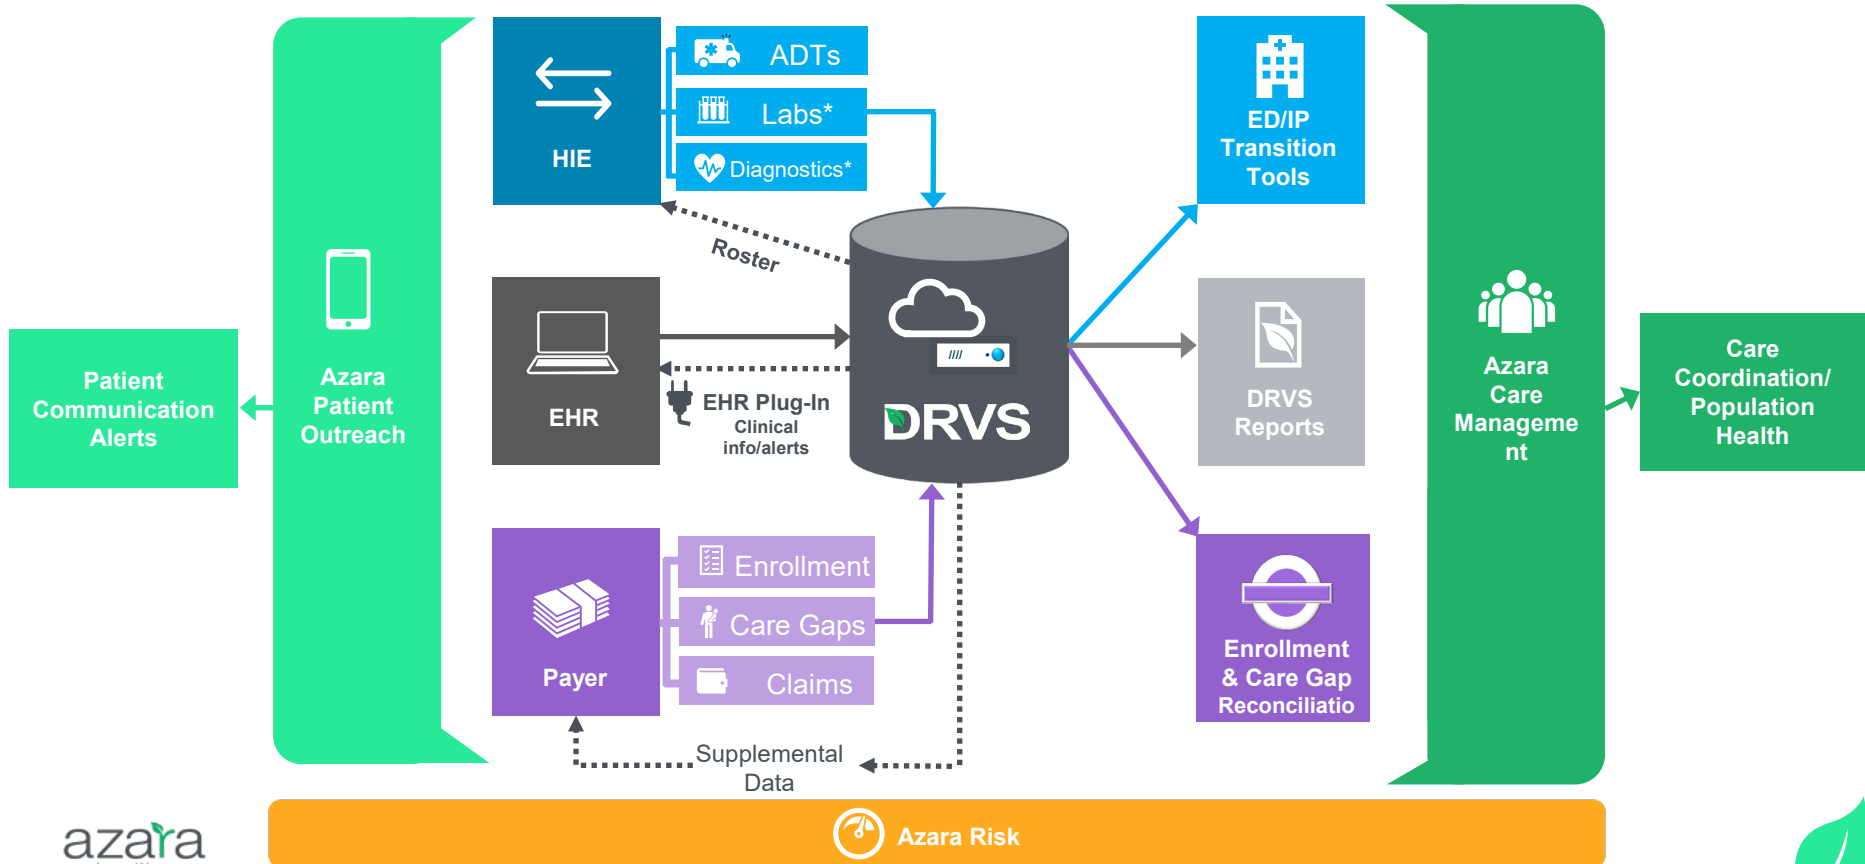 HIE
ADTs
Labs*
Diagnostics*
ED/IP
Transition
Tools
Roster
EHR
EHR Plug-In
Clinical
info/alerts
DRVS
DRVS
Reports
Patient
Communication
Alerts
Azara
Patient
Outreach
Azara
Care
Manageme
nt
Care
Coordination/
Population
Health
Payer
Enrollment
Care Gaps
Claims
Enrollment
& Care Gap
Reconciliatio
Supplemental
Data
Azara Risk
azara